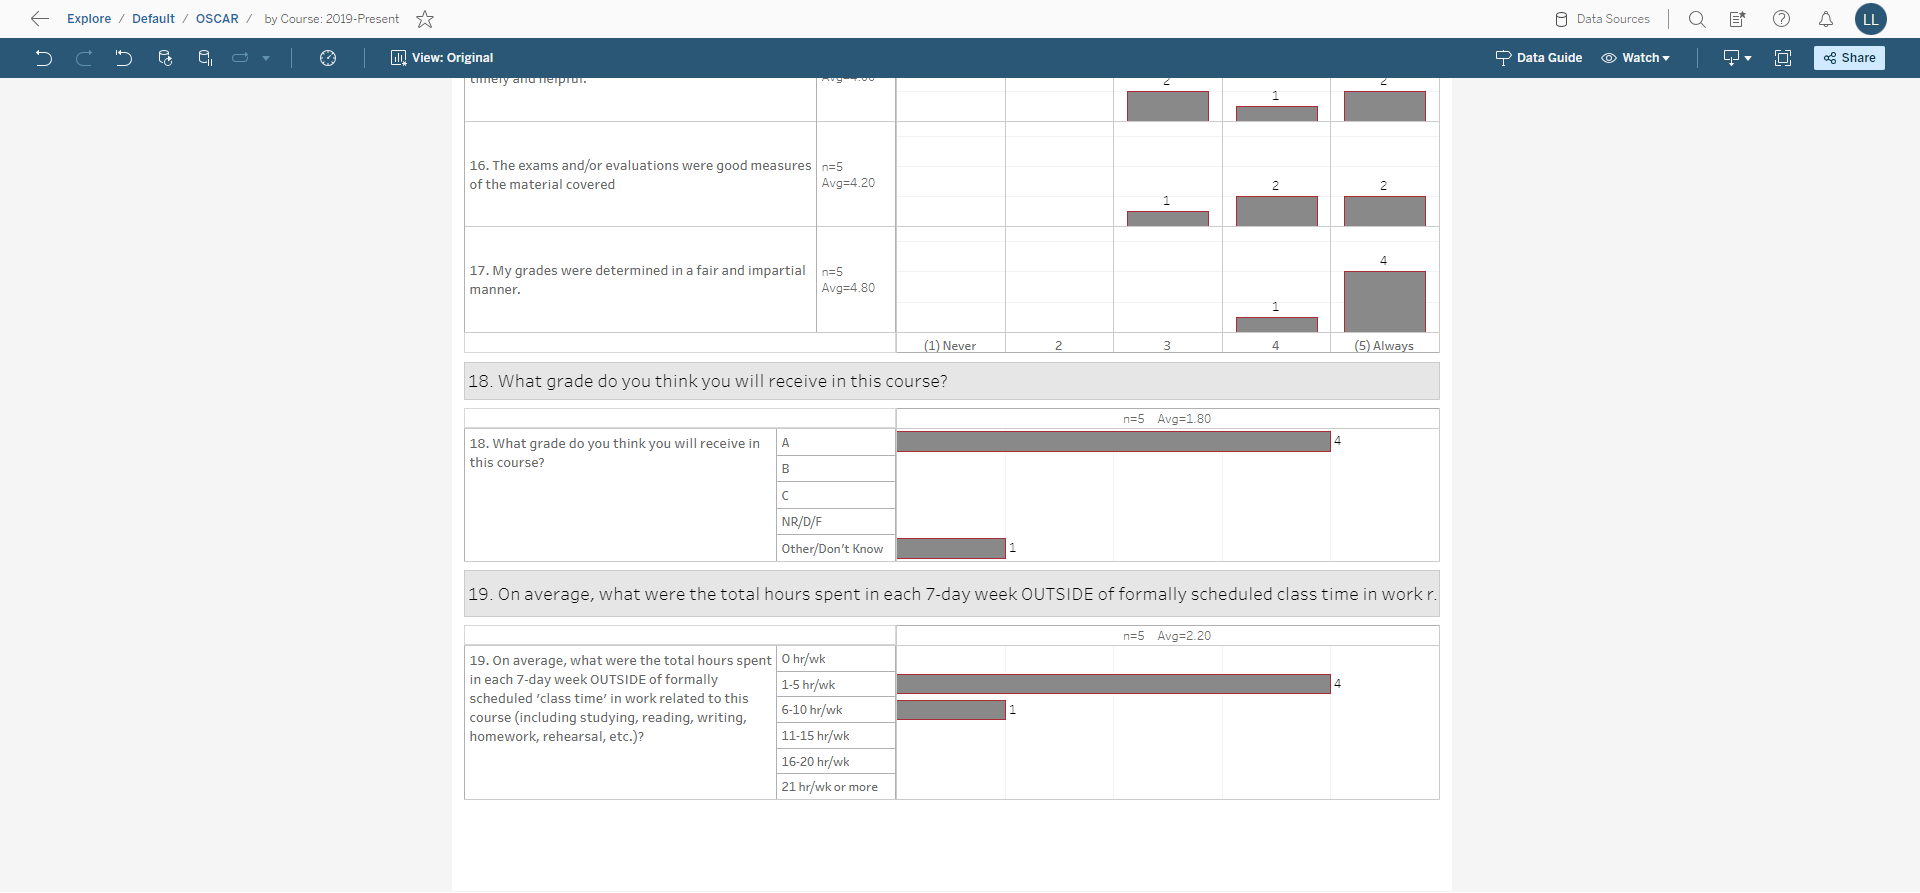 Explore / Default / OSCAR / by Course: 2019-Present
Data Sources
LL
View: Original
Data Guide
Watch
Share
timely and helpful.
Avg=4.00
2
1
2
16. The exams and/or evaluations were good measures
of the material covered
n=5
Avg=4.20
1
2
2
17. My grades were determined in a fair and impartial
manner.
n=5
Avg=4.80
1
4
(1) Never
2
3
4
(5) Always
18. What grade do you think you will receive in this course?
n=5 Avg=1.80
18. What grade do you think you will receive in
this course?
A
4
B
C
NR/D/F
Other/Don't Know
1
19. On average, what were the total hours spent in each 7-day week OUTSIDE of formally scheduled class time in work r.
n=5 Avg=2.20
19. On average, what were the total hours spent
in each 7-day week OUTSIDE of formally
scheduled 'class time' in work related to this
course (including studying, reading, writing,
homework, rehearsal, etc.)?
0 hr/wk
1-5 hr/wk
4
6-10 hr/wk
1
11-15 hr/wk
16-20 hr/wk
21 hr/wk or more